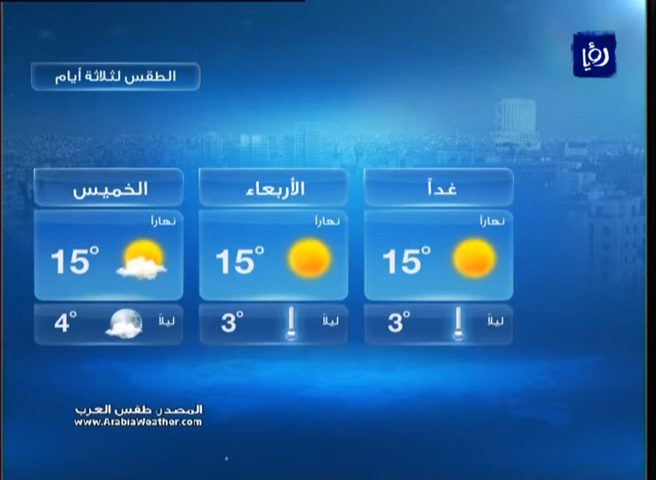 رؤيا
الطقس لثلاثة أيام
غداً
نهاراً
15°
ليلاً
3°
الأربعاء
نهاراً
15°
ليلاً
3°
الخميس
نهاراً
15°
ليلاً
4°
المصدر: طقس العرب
www.ArabiaWeather.com